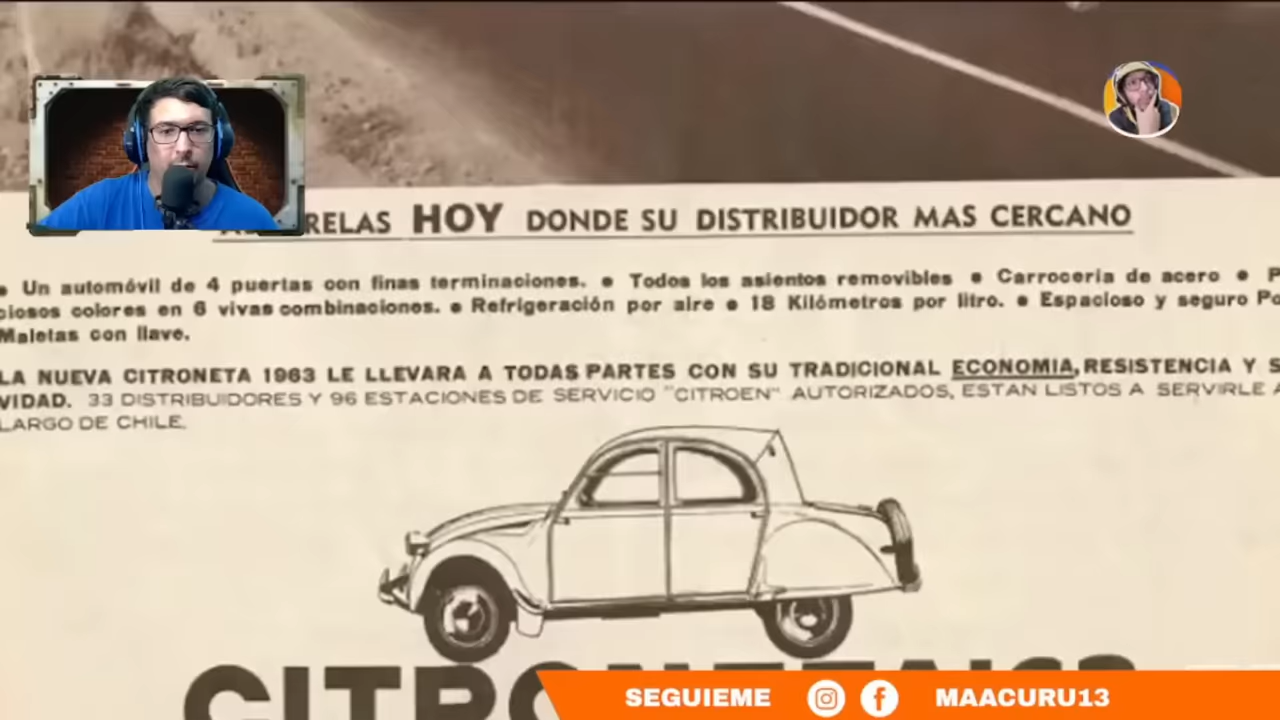 RELAS HOY DONDE SU DISTRIBUIDOR MAS CERCANO
• Un automóvil de 4 puertas con finas terminaciones. • Todos los asientos removibles • Carrocería de acero • P
ciosos colores en 6 vivas combinaciones. • Refrigeración por aire • 18 Kilómetros por litro. • Espacioso y seguro Po
Maletas con llave.
LA NUEVA CITRONETA 1963 LE LLEVARA A TODAS PARTES CON SU TRADICIONAL ECONOMIA, RESISTENCIA Y S
VIDAD. 33 DISTRIBUIDORES Y 96 ESTACIONES DE SERVICIO "CITROEN" AUTORIZADOS, ESTAN LISTOS A SERVIRLE A
LARGO DE CHILE.
SEGUIEME MAACURU13